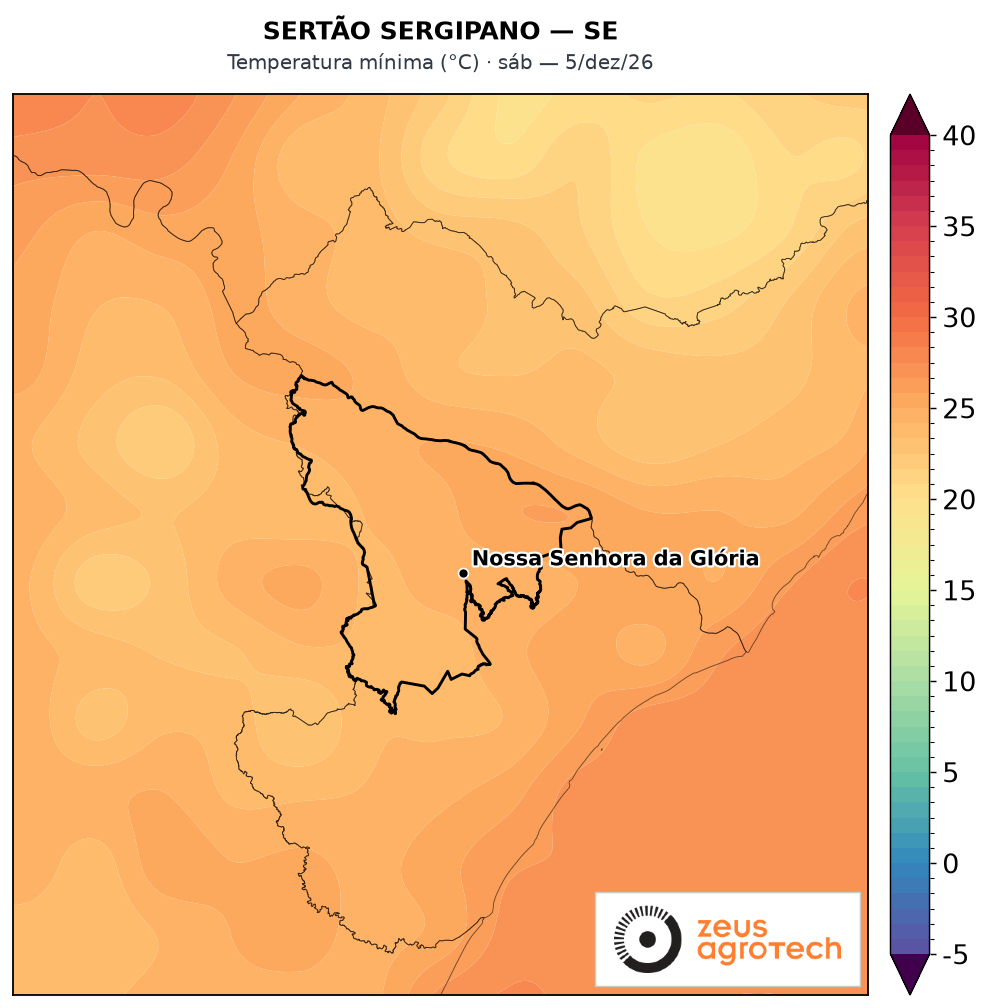 SERTÃO SERGIPANO — SE
Temperatura mínima (°C) · sáb — 5/dez/26
40
35
30
25
20
15
10
5
0
-5
Nossa Senhora da Glória
zeus
agrotech